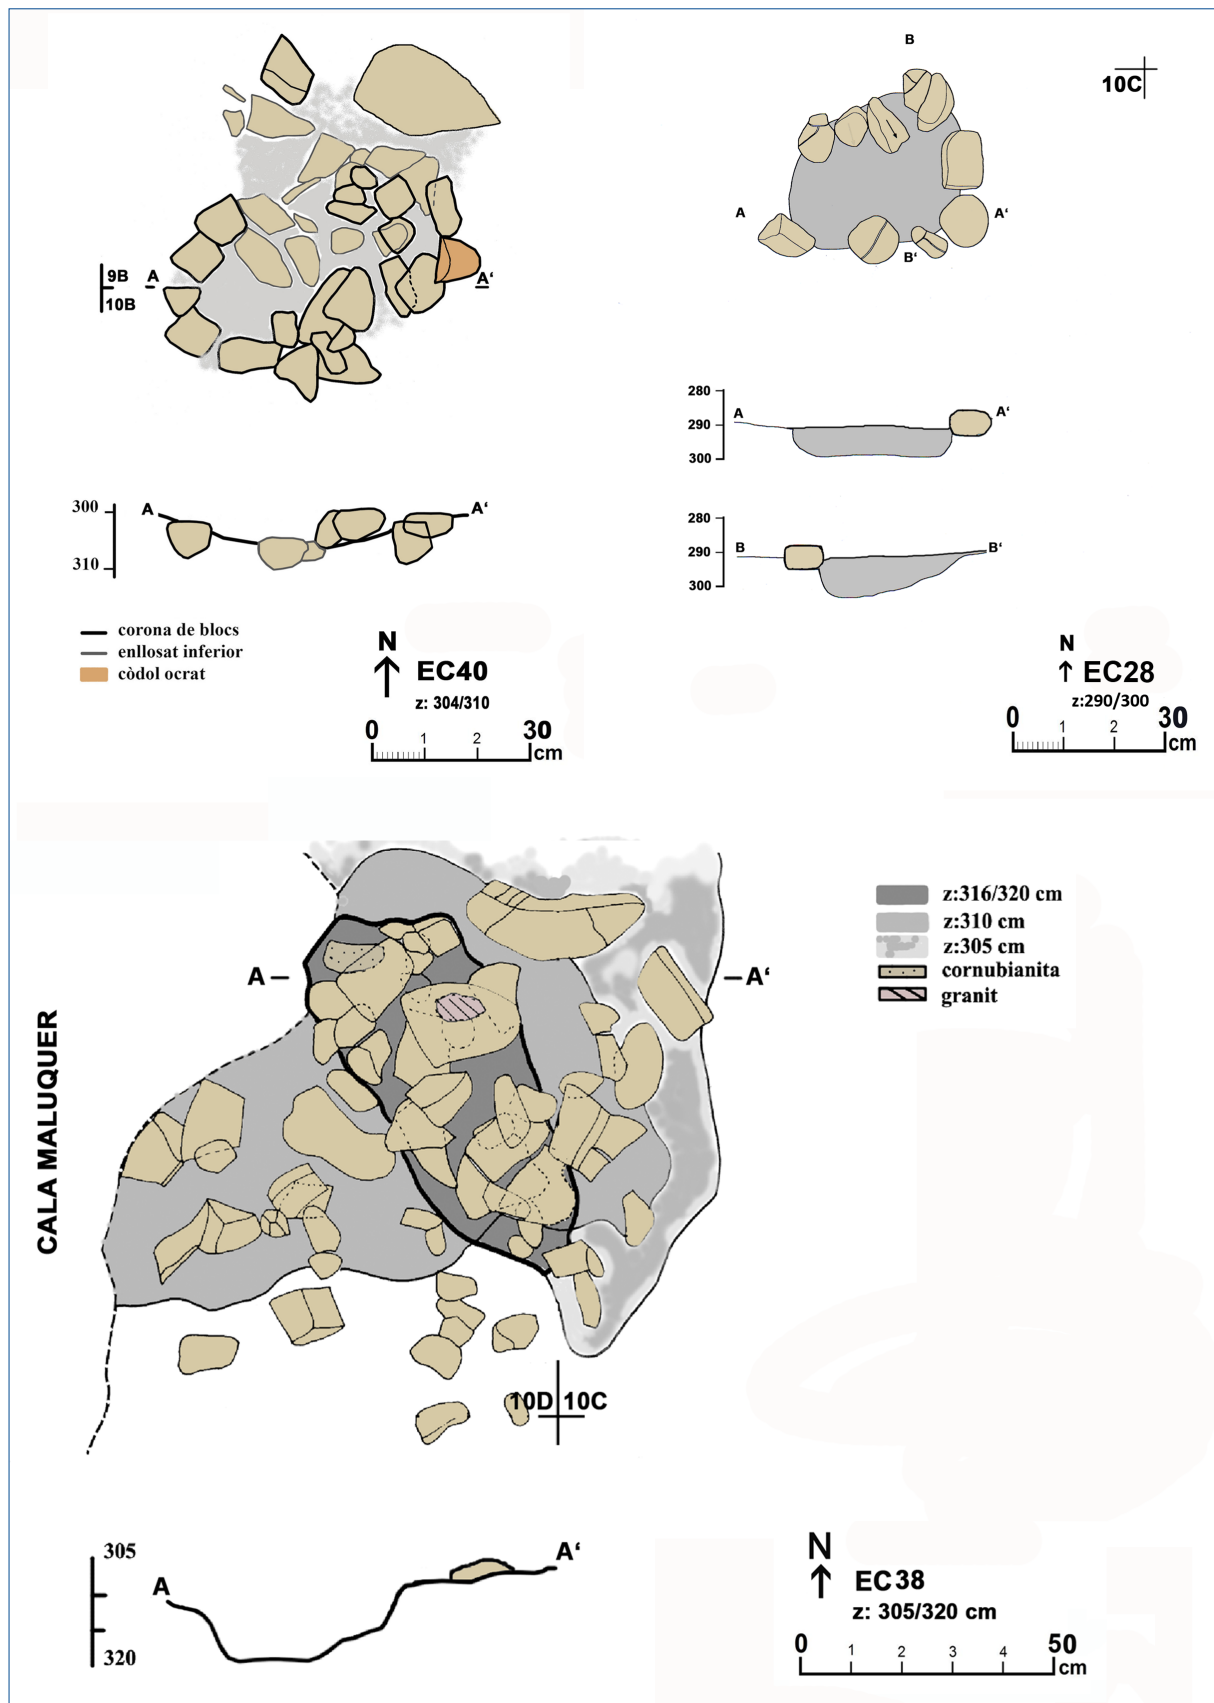 B
10C
A
A'
B'
9B
A
10B
A'
280
290
300
A
A'
280
290
300
B
B'
300
310
A
A'
corona de blocs
enllosat inferior
còdol ocrat
N
EC40
z: 304/310
0
1
2
30
cm
N
EC28
z:290/300
0
1
2
30
cm
CALA MALUQUER
A
A'
z:316/320 cm
z:310 cm
z:305 cm
cornubianita
granit
10D
10C
305
320
A
A'
N
EC38
z: 305/320 cm
0
1
2
3
4
50
cm